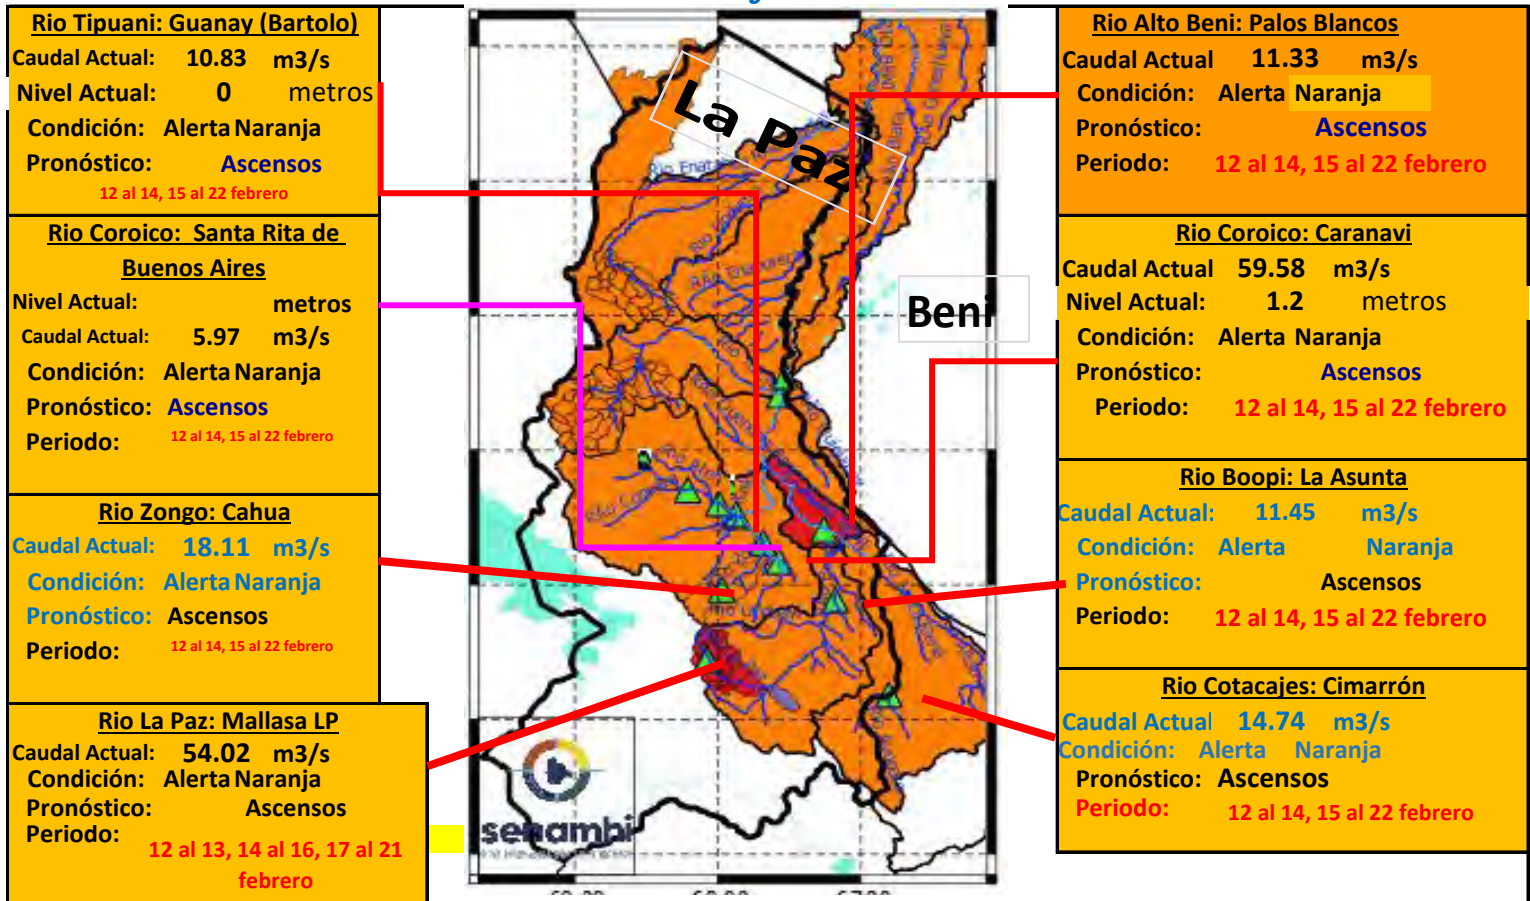 Rio Tipuani: Guanay (Bartolo)
Caudal Actual: 10.83 m3/s
Nivel Actual: 0 metros
Condición: Alerta Naranja
Pronóstico: Ascensos
12 al 14, 15 al 22 febrero
Rio Coroico: Santa Rita de
Buenos Aires
Nivel Actual: metros
Caudal Actual: 5.97 m3/s
Condición: Alerta Naranja
Pronóstico: Ascensos
Periodo: 12 al 14, 15 al 22 febrero
Rio Zongo: Cahua
Caudal Actual: 18.11 m3/s
Condición: Alerta Naranja
Pronóstico: Ascensos
Periodo: 12 al 14, 15 al 22 febrero
Rio La Paz: Mallasa LP
Caudal Actual: 54.02 m3/s
Condición: Alerta Naranja
Pronóstico: Ascensos
Periodo:
12 al 13, 14 al 16, 17 al 21
febrero
La Paz
Beni
senamhi
Rio Alto Beni: Palos Blancos
Caudal Actual 11.33 m3/s
Condición: Alerta Naranja
Pronóstico: Ascensos
Periodo: 12 al 14, 15 al 22 febrero
Rio Coroico: Caranavi
Caudal Actual 59.58 m3/s
Nivel Actual: 1.2 metros
Condición: Alerta Naranja
Pronóstico: Ascensos
Periodo: 12 al 14, 15 al 22 febrero
Rio Boopi: La Asunta
Caudal Actual: 11.45 m3/s
Condición: Alerta Naranja
Pronóstico: Ascensos
Periodo: 12 al 14, 15 al 22 febrero
Rio Cotacajes: Cimarrón
Caudal Actual 14.74 m3/s
Condición: Alerta Naranja
Pronóstico: Ascensos
Periodo: 12 al 14, 15 al 22 febrero